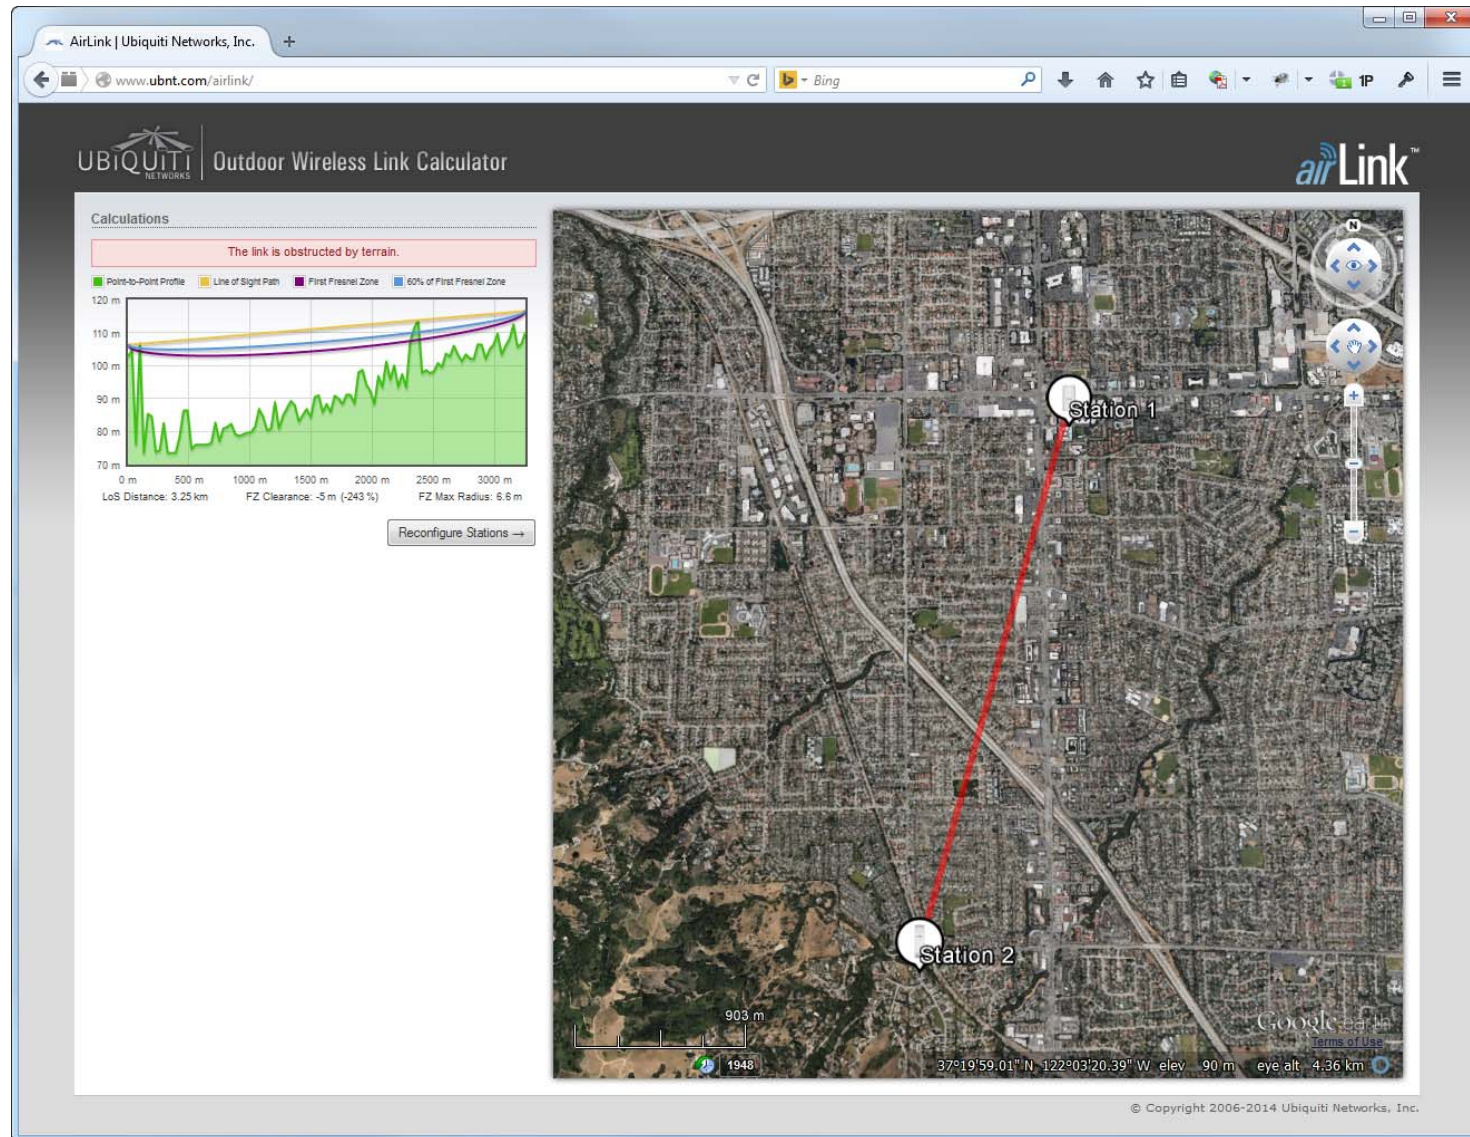 AirLink | Ubiquiti Networks, Inc.
www.ubnt.com/airlink/
Bing
1P
UBiQUiTi
NETWORKS
Outdoor Wireless Link Calculator
airLink™
Calculations
The link is obstructed by terrain.
Point-to-Point Profile Line of Sight Path First Fresnel Zone 60% of First Fresnel Zone
120 m
110 m
100 m
90 m
80 m
70 m
0 m 500 m 1000 m 1500 m 2000 m 2500 m 3000 m
LoS Distance: 3.25 km FZ Clearance: -5 m (-243 %) FZ Max Radius: 6.6 m
Reconfigure Stations →
N
Station 1
Station 2
903 m
Google earth
Terms of Use
1948
37°19'59.01" N 122°03'20.39" W elev 90 m eye alt 4.36 km
© Copyright 2006-2014 Ubiquiti Networks, Inc.